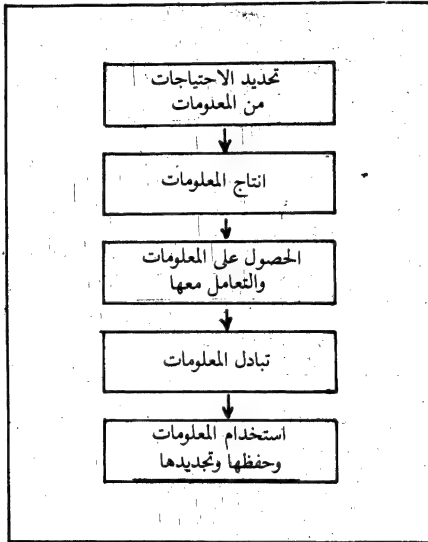 تحديد الاحتياجات
من المعلومات
انتاج المعلومات
الحصول على المعلومات
والتعامل معها
تبادل المعلومات
استخدام المعلومات
وحفظها وتجديدها